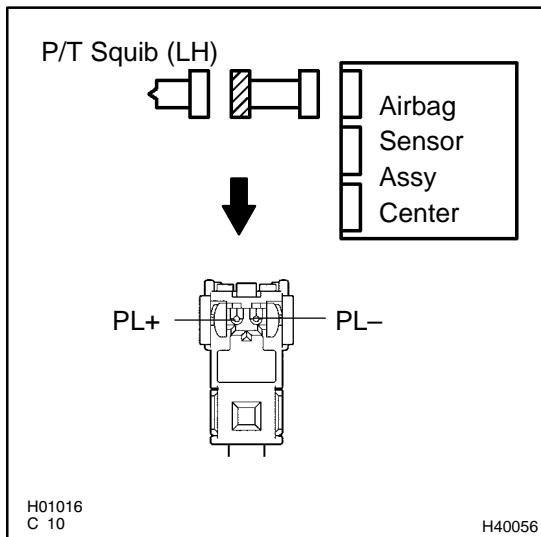 P/T Squib (LH)
Airbag
Sensor
Assy
Center
PL+
PL–
H01016
C 10
H40056